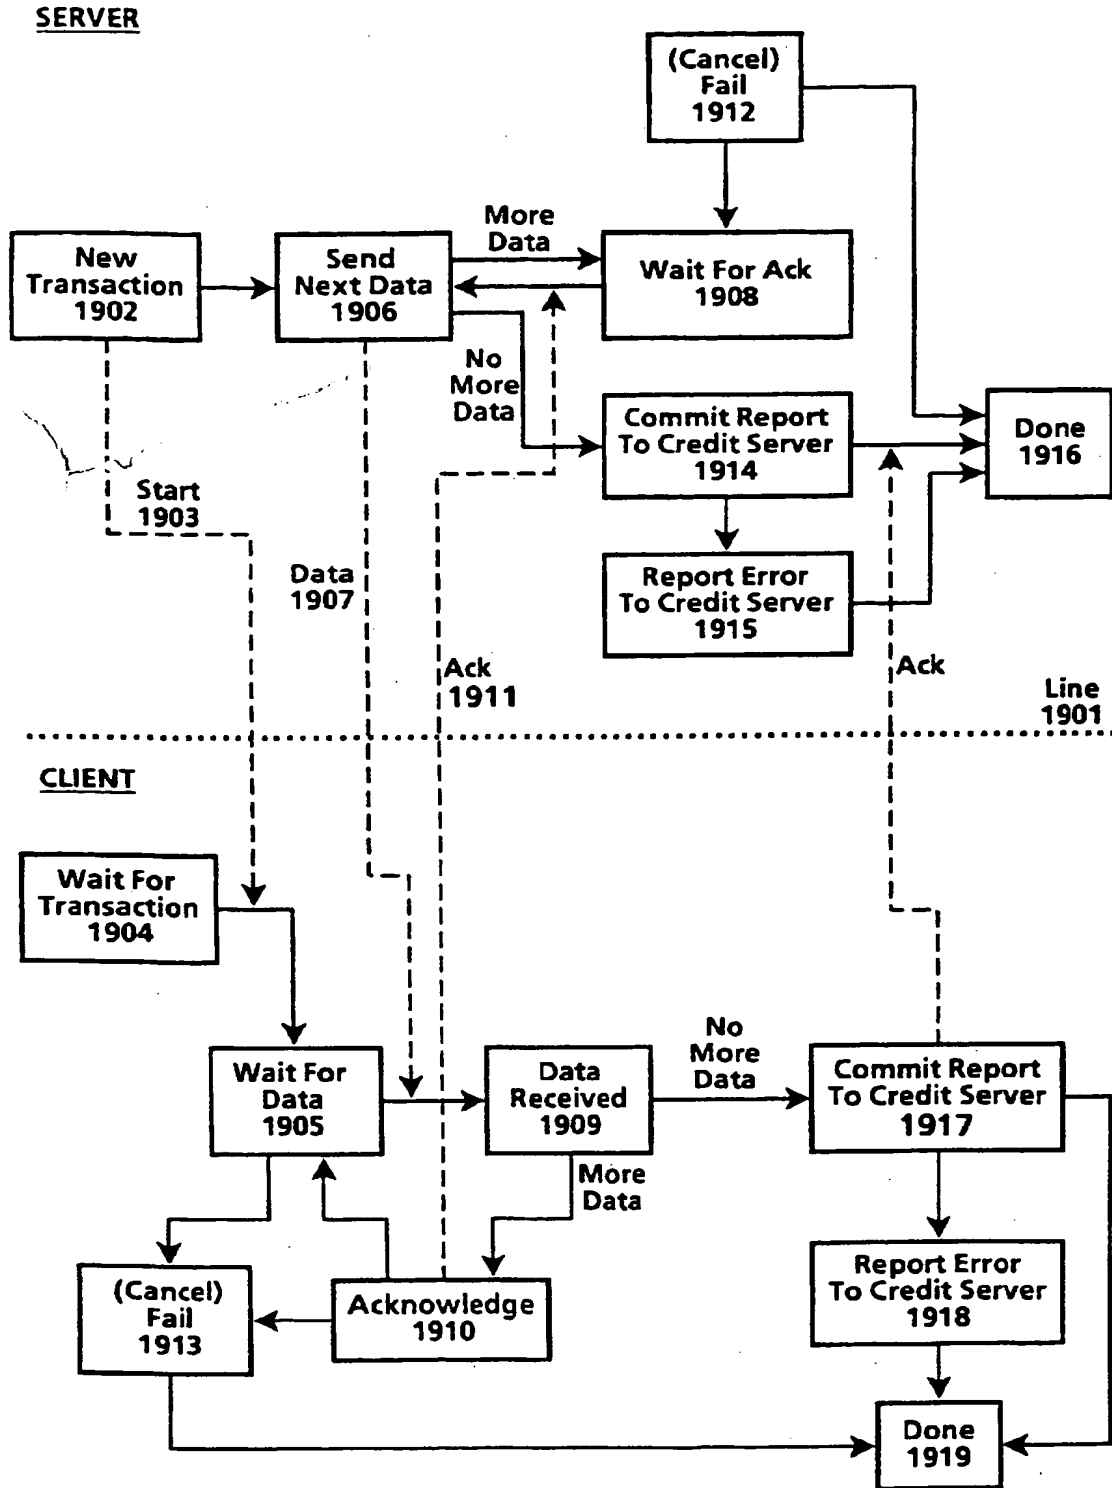 SERVER
(Cancel)
Fail
1912
More
Data
New
Transaction
1902
Send
Next Data
1906
Wait For Ack
1908
No
More
Data
Commit Report
To Credit Server
1914
Done
1916
Start
1903
Data
1907
Report Error
To Credit Server
1915
Ack
1911
Ack
Line
1901
CLIENT
Wait For
Transaction
1904
Wait For
Data
1905
Data
Received
1909
No
More
Data
Commit Report
To Credit Server
1917
More
Data
(Cancel)
Fail
1913
Acknowledge
1910
Report Error
To Credit Server
1918
Done
1919